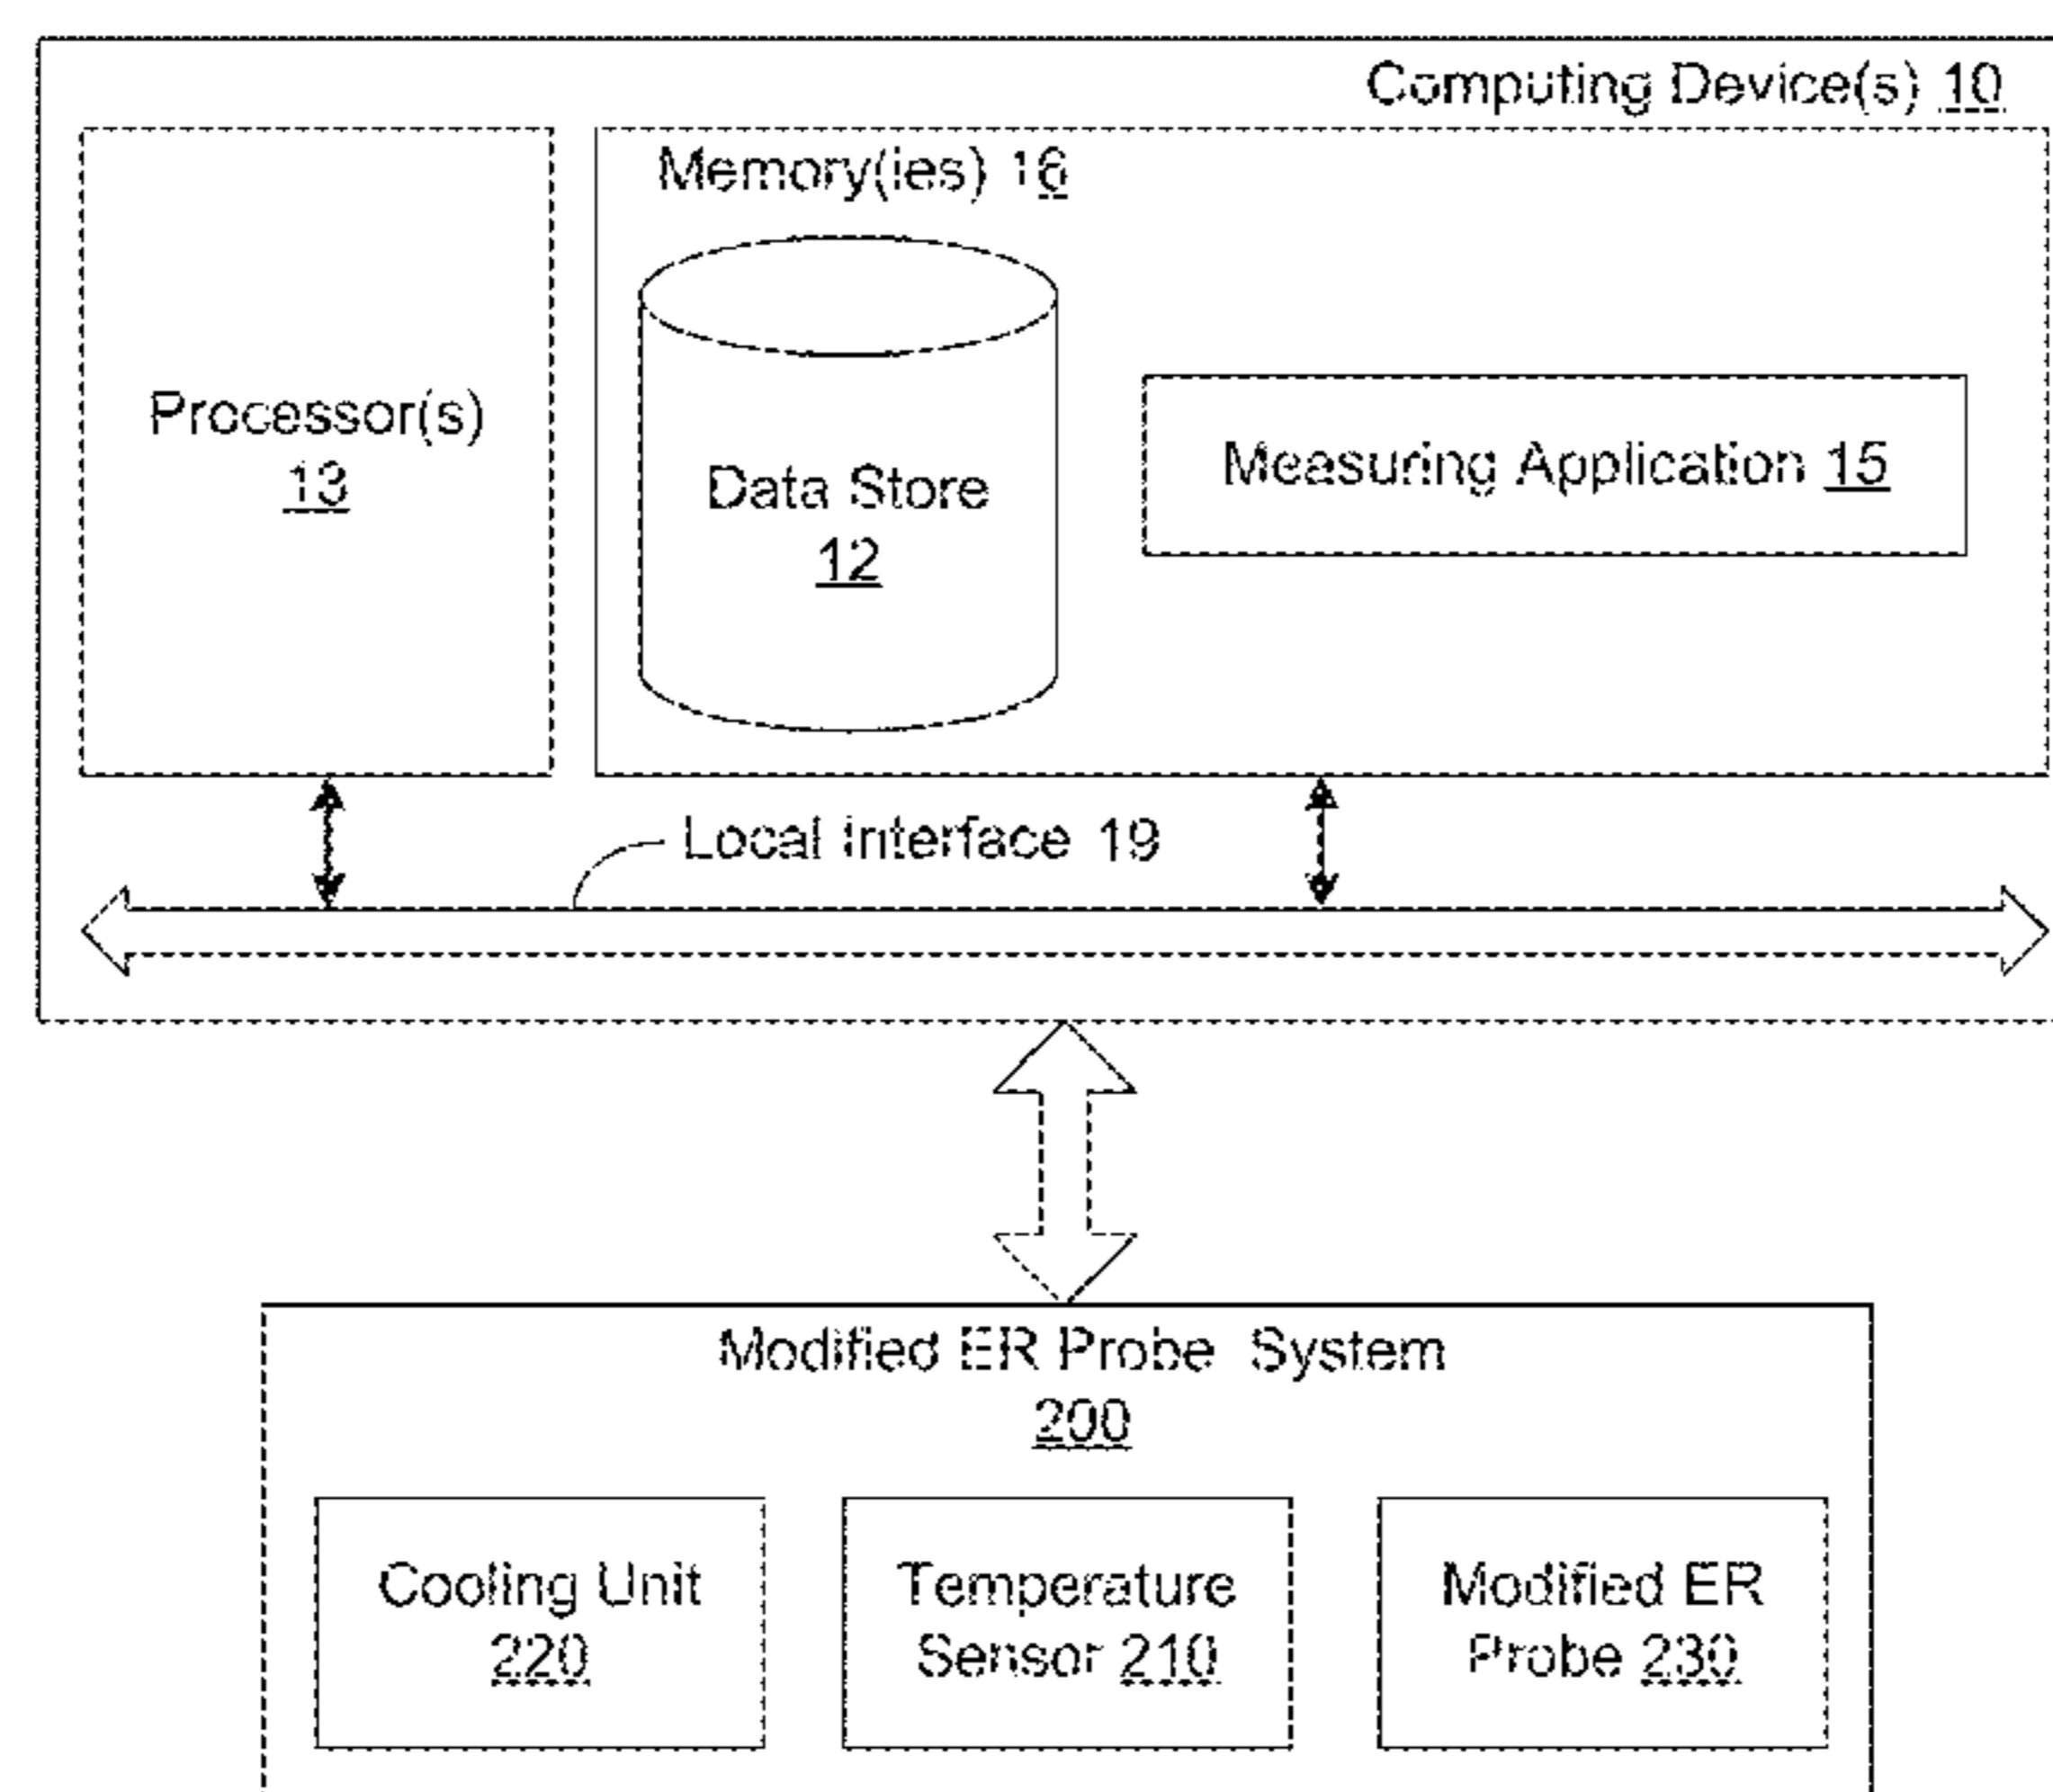 Computing Device(s) 10
Memory(ies) 16
Processor(s)
13
Data Store
12
Measuring Application 15
Local Interface 19
Modified ER Probe System
200
Cooling Unit
220
Temperature
Sensor 210
Modified ER
Probe 230